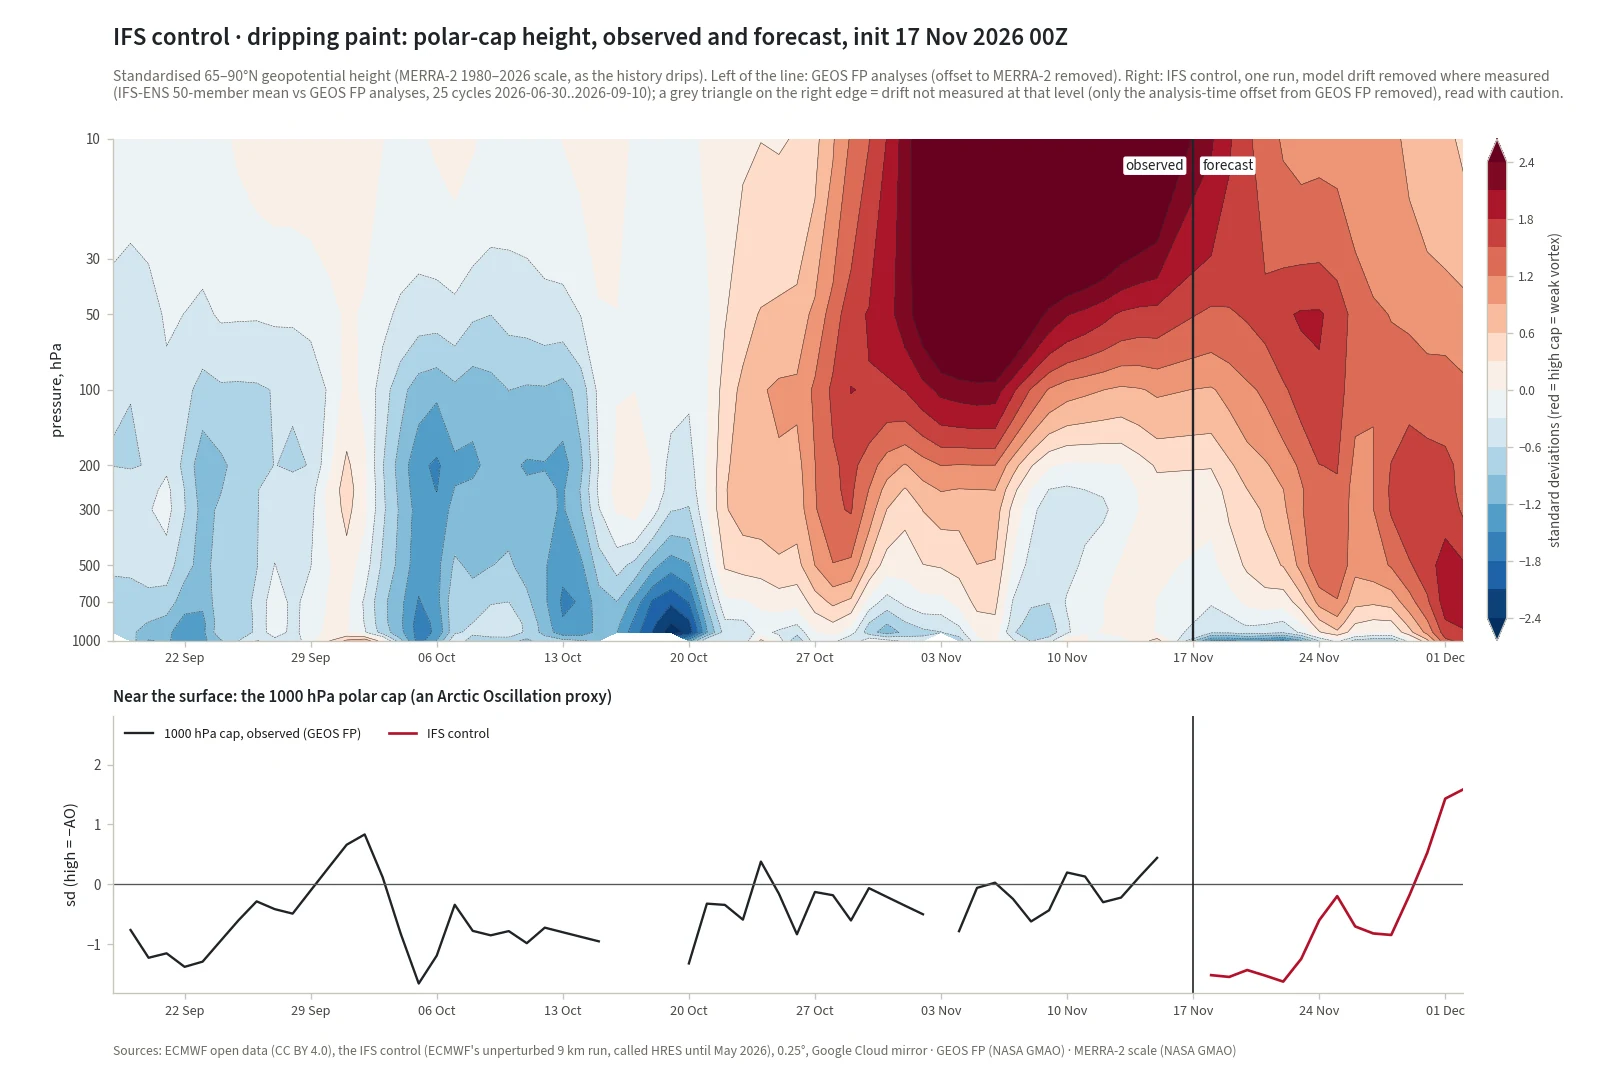 IFS control · dripping paint: polar-cap height, observed and forecast, init 17 Nov 2026 00Z
Standardised 65–90°N geopotential height (MERRA-2 1980–2026 scale, as the history drips). Left of the line: GEOS FP analyses (offset to MERRA-2 removed). Right: IFS control, one run, model drift removed where measured
(IFS-ENS 50-member mean vs GEOS FP analyses, 25 cycles 2026-06-30..2026-09-10); a grey triangle on the right edge = drift not measured at that level (only the analysis-time offset from GEOS FP removed), read with caution.
pressure, hPa
10
30
50
100
200
300
500
700
1000
observed
forecast
22 Sep
29 Sep
06 Oct
13 Oct
20 Oct
27 Oct
03 Nov
10 Nov
17 Nov
24 Nov
01 Dec
2.4
1.8
1.2
0.6
0.0
−0.6
−1.2
−1.8
−2.4
standard deviations (red = high cap = weak vortex)
Near the surface: the 1000 hPa polar cap (an Arctic Oscillation proxy)
1000 hPa cap, observed (GEOS FP)
IFS control
sd (high = −AO)
2
1
0
−1
22 Sep
29 Sep
06 Oct
13 Oct
20 Oct
27 Oct
03 Nov
10 Nov
17 Nov
24 Nov
01 Dec
Sources: ECMWF open data (CC BY 4.0), the IFS control (ECMWF's unperturbed 9 km run, called HRES until May 2026), 0.25°, Google Cloud mirror · GEOS FP (NASA GMAO) · MERRA-2 scale (NASA GMAO)